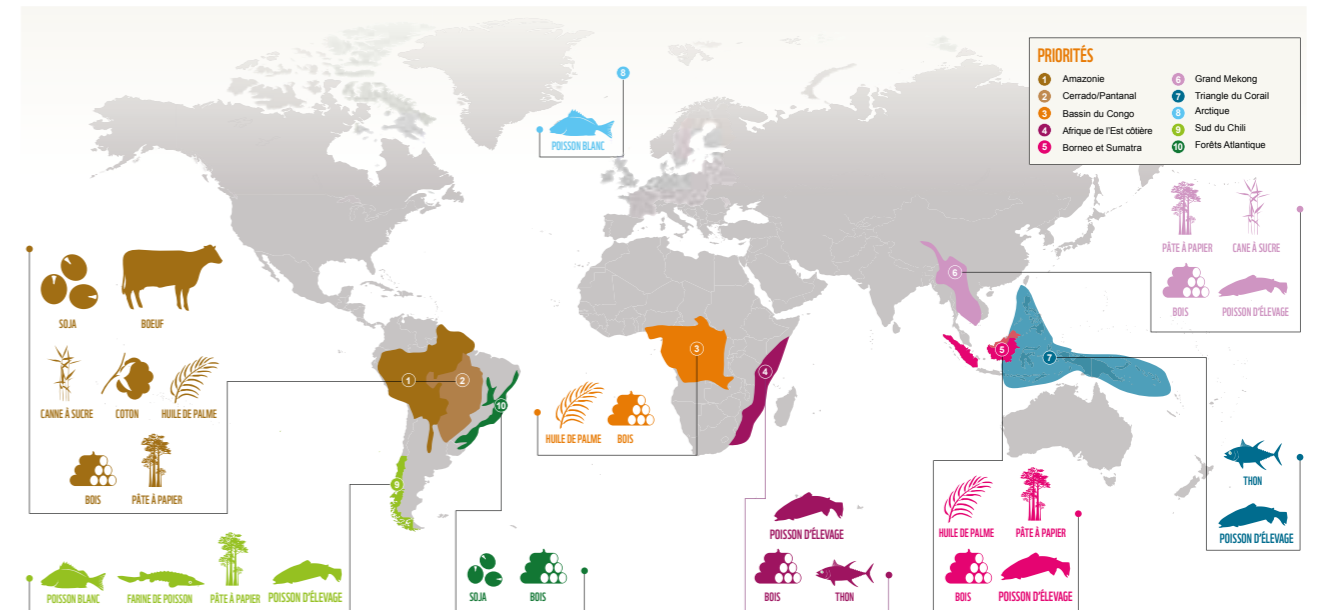 PRIORITÉS
1 Amazonie
2 Cerrado/Pantanal
3 Bassin du Congo
4 Afrique de l'Est côtière
5 Borneo et Sumatra
6 Grand Mekong
7 Triangle du Corail
8 Arctique
9 Sud du Chili
10 Forêts Atlantique
8
POISSON BLANC
SOJA BOEUF
CANNE À SUCRE COTON HUILE DE PALME
BOIS PÂTE À PAPIER
1
2
10
9
3
4
HUILE DE PALME BOIS
6
5
7
PÂTE À PAPIER CANE À SUCRE
BOIS POISSON D'ÉLEVAGE
THON
POISSON D'ÉLEVAGE
POISSON BLANC FARINE DE POISSON PÂTE À PAPIER POISSON D'ÉLEVAGE
SOJA BOIS
POISSON D'ÉLEVAGE
BOIS THON
HUILE DE PALME PÂTE À PAPIER
BOIS POISSON D'ÉLEVAGE